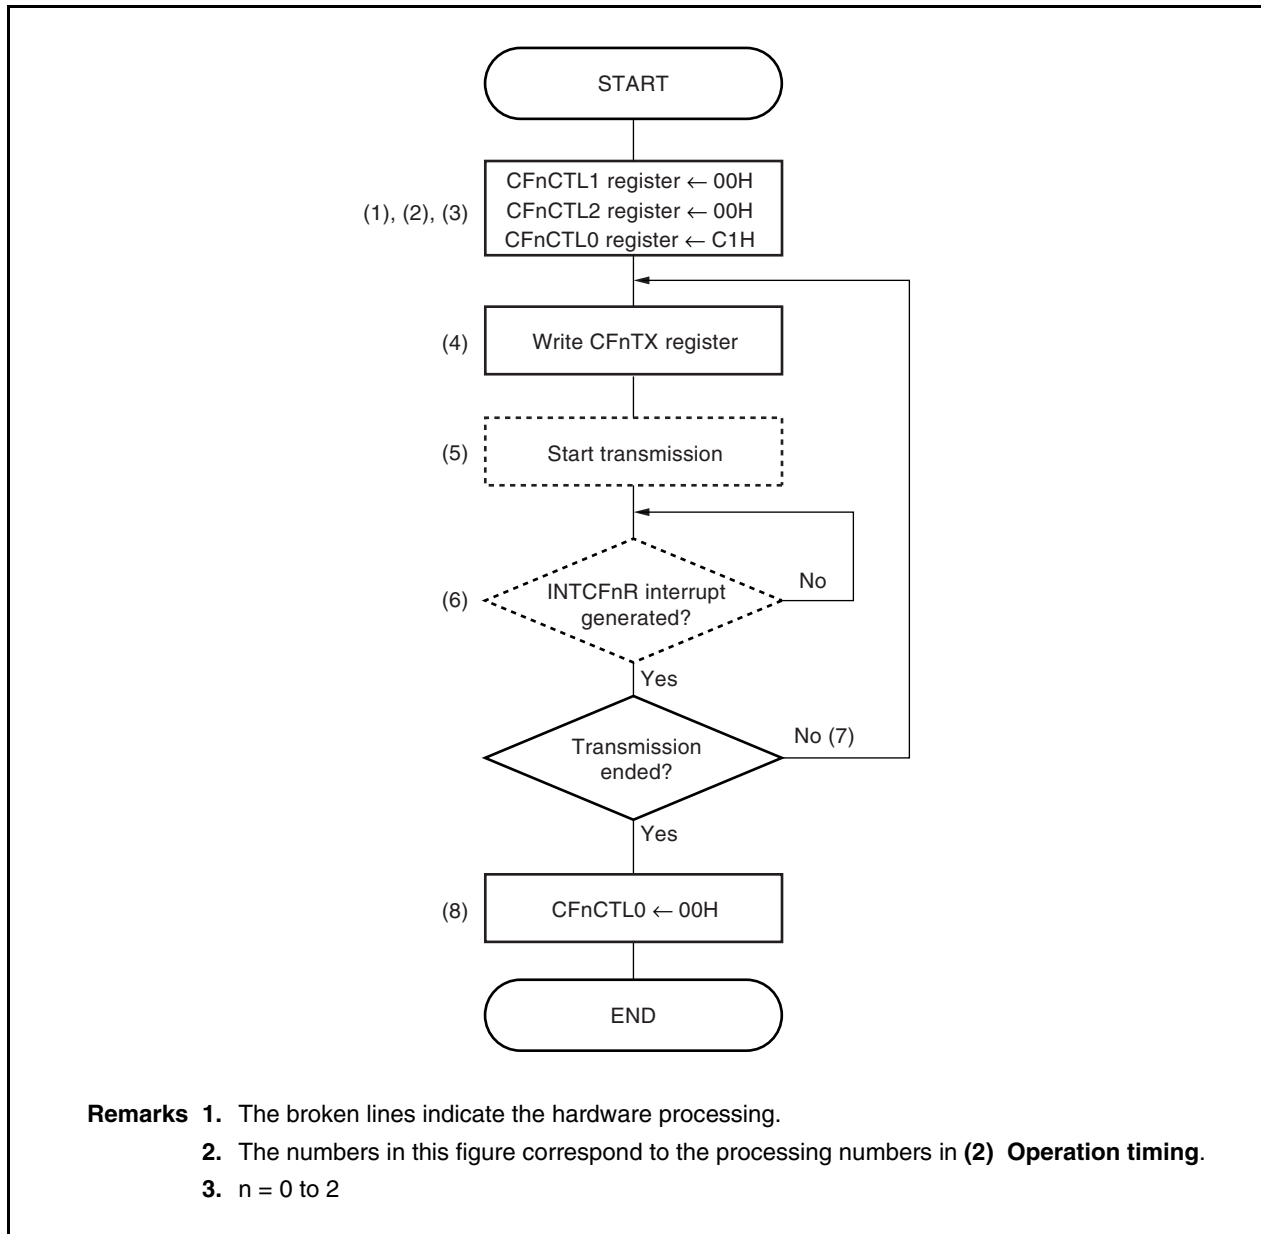 START
(1), (2), (3)
CFnCTL1 register ← 00H
CFnCTL2 register ← 00H
CFnCTL0 register ← C1H
(4)
Write CFnTX register
(5)
Start transmission
(6)
INTCFnR interrupt
generated?
No
Yes
Transmission
ended?
No (7)
Yes
(8)
CFnCTL0 ← 00H
END
Remarks 1. The broken lines indicate the hardware processing.
2. The numbers in this figure correspond to the processing numbers in (2) Operation timing.
3. n = 0 to 2